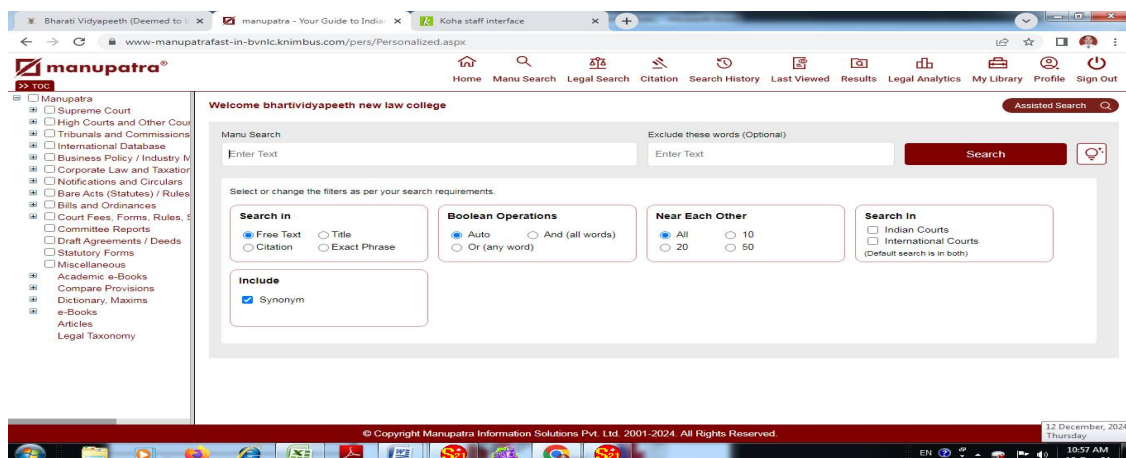 Bharati Vidyapeeth (Deemed to
manupatra - Your Guide to India
Koha staff interface
www-manupatrafast-in-bvnlc.knimbus.com/pers/Personalized.aspx
manupatra®
>> TOC
Home Manu Search Legal Search Citation Search History Last Viewed Results Legal Analytics My Library Profile Sign Out
Manupatra
Supreme Court
High Courts and Other Cour
Tribunals and Commissions
International Database
Business Policy / Industry M
Corporate Law and Taxation
Notifications and Circulars
Bare Acts (Statutes) / Rules
Bills and Ordinances
Court Fees, Forms, Rules, S
Committee Reports
Draft Agreements / Deeds
Statutory Forms
Miscellaneous
Academic e-Books
Compare Provisions
Dictionary, Maxims
e-Books
Articles
Legal Taxonomy
Welcome bhartividyapeeth new law college
Assisted Search
Manu Search
Exclude these words (Optional)
Enter Text
Enter Text
Search
Select or change the filters as per your search requirements.
Search in
Free Text Title
Citation Exact Phrase
Boolean Operations
Auto And (all words)
Or (any word)
Near Each Other
All 10
20 50
Search In
Indian Courts
International Courts
(Default search is in both)
Include
Synonym
© Copyright Manupatra Information Solutions Pvt. Ltd. 2001-2024. All Rights Reserved.
12 December, 2024
Thursday
EN
10:57 AM